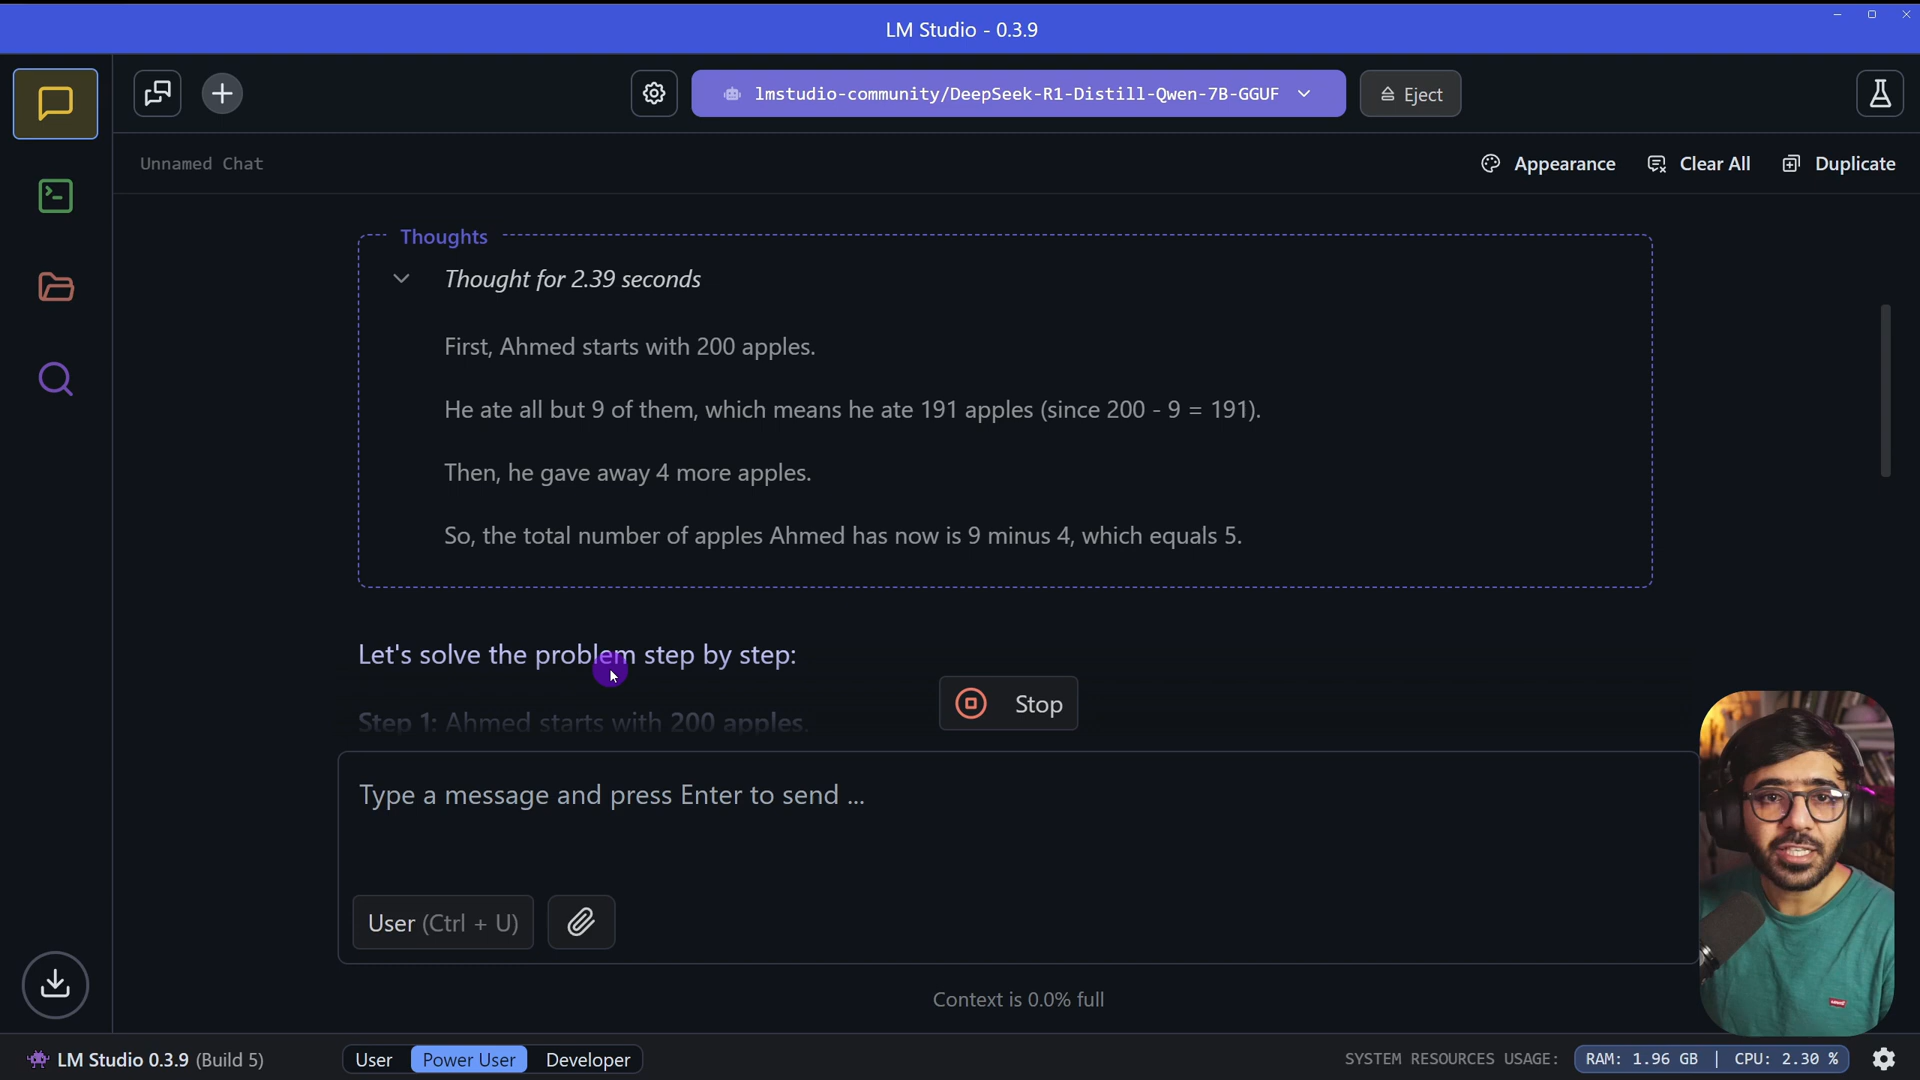 LM Studio - 0.3.9
lmstudio-community/DeepSeek-R1-Distill-Qwen-7B-GGUF
Eject
Unnamed Chat
Appearance
Clear All
Duplicate
Thoughts
Thought for 2.39 seconds
First, Ahmed starts with 200 apples.
He ate all but 9 of them, which means he ate 191 apples (since 200 - 9 = 191).
Then, he gave away 4 more apples.
So, the total number of apples Ahmed has now is 9 minus 4, which equals 5.
Let's solve the problem step by step:
Step 1: Ahmed starts with 200 apples.
Stop
Type a message and press Enter to send ...
User (Ctrl + U)
Context is 0.0% full
LM Studio 0.3.9 (Build 5)
User
Power User
Developer
SYSTEM RESOURCES USAGE:
RAM: 1.96 GB | CPU: 2.30 %